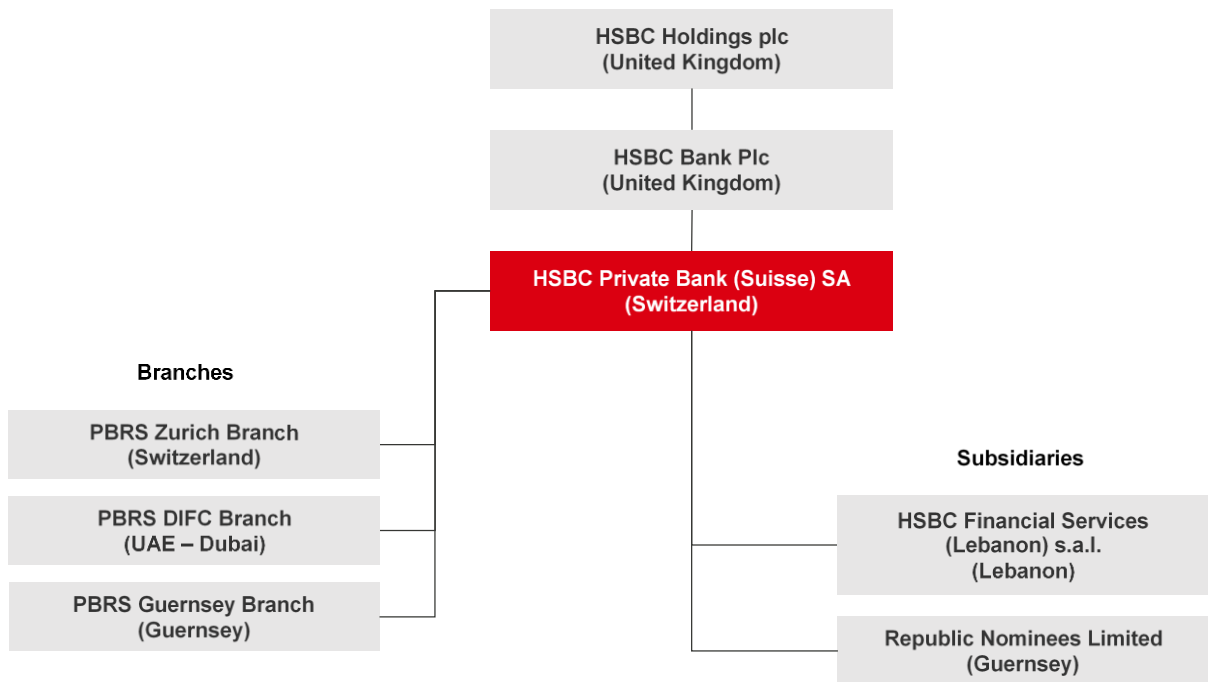 HSBC Holdings plc
(United Kingdom)
HSBC Bank Plc
(United Kingdom)
HSBC Private Bank (Suisse) SA
(Switzerland)
Branches
PBRS Zurich Branch
(Switzerland)
PBRS DIFC Branch
(UAE – Dubai)
PBRS Guernsey Branch
(Guernsey)
Subsidiaries
HSBC Financial Services
(Lebanon) s.a.l.
(Lebanon)
Republic Nominees Limited
(Guernsey)